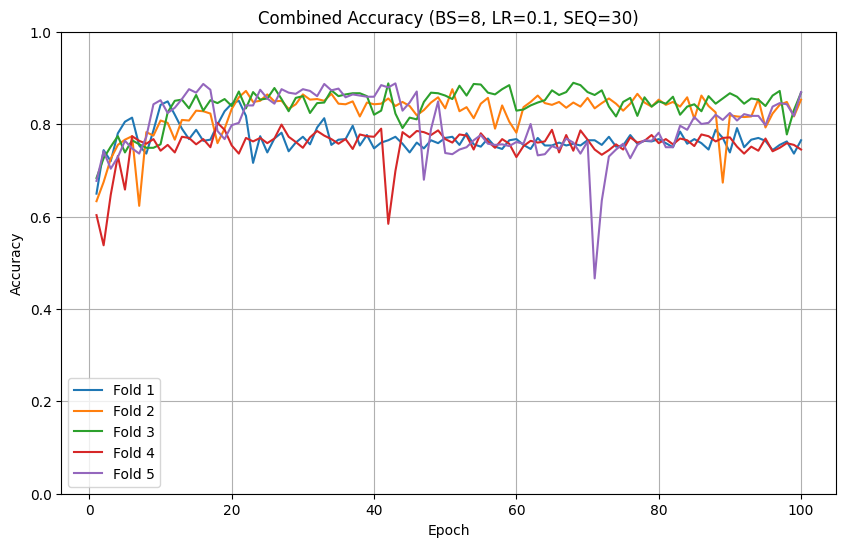 Combined Accuracy (BS=8, LR=0.1, SEQ=30)
1.0
0.8
0.6
0.4
0.2
0.0
Accuracy
Fold 1
Fold 2
Fold 3
Fold 4
Fold 5
0 20 40 60 80 100
Epoch